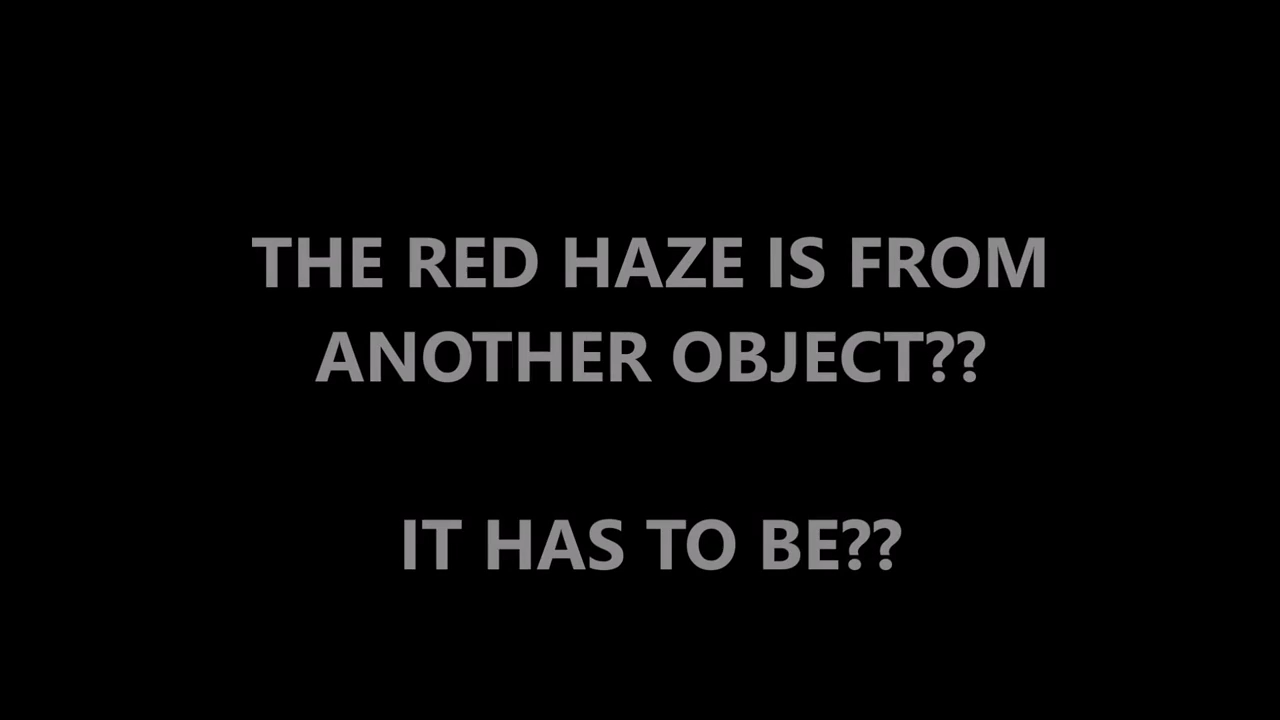 THE RED HAZE IS FROM
ANOTHER OBJECT??
IT HAS TO BE??